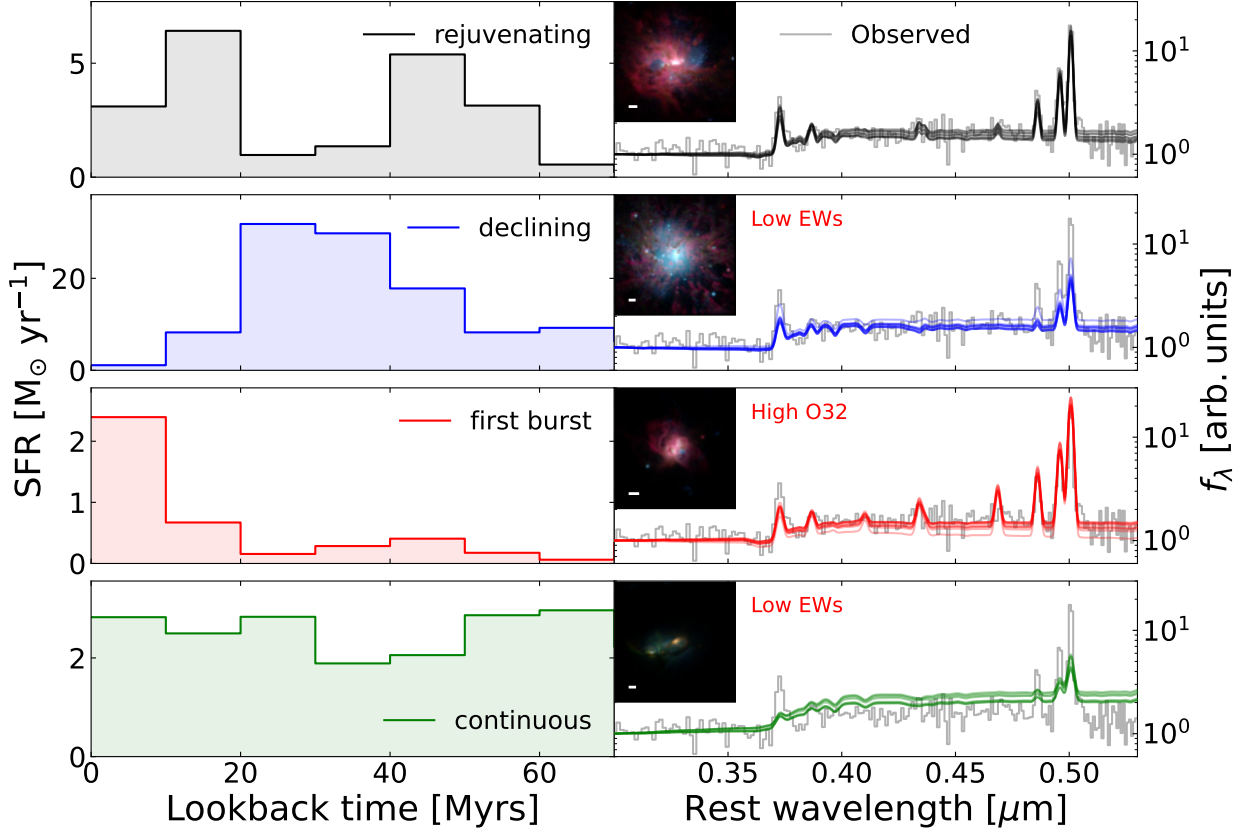 rejuvenating
Observed
5
0
10¹
10⁰
declining
Low EWs
20
0
10¹
10⁰
first burst
High O32
2
1
0
10¹
10⁰
continuous
Low EWs
2
0
10¹
10⁰
SFR [M⊙ yr⁻¹]
fλ [arb. units]
0 20 40 60
0.35 0.40 0.45 0.50
Lookback time [Myrs]
Rest wavelength [μm]